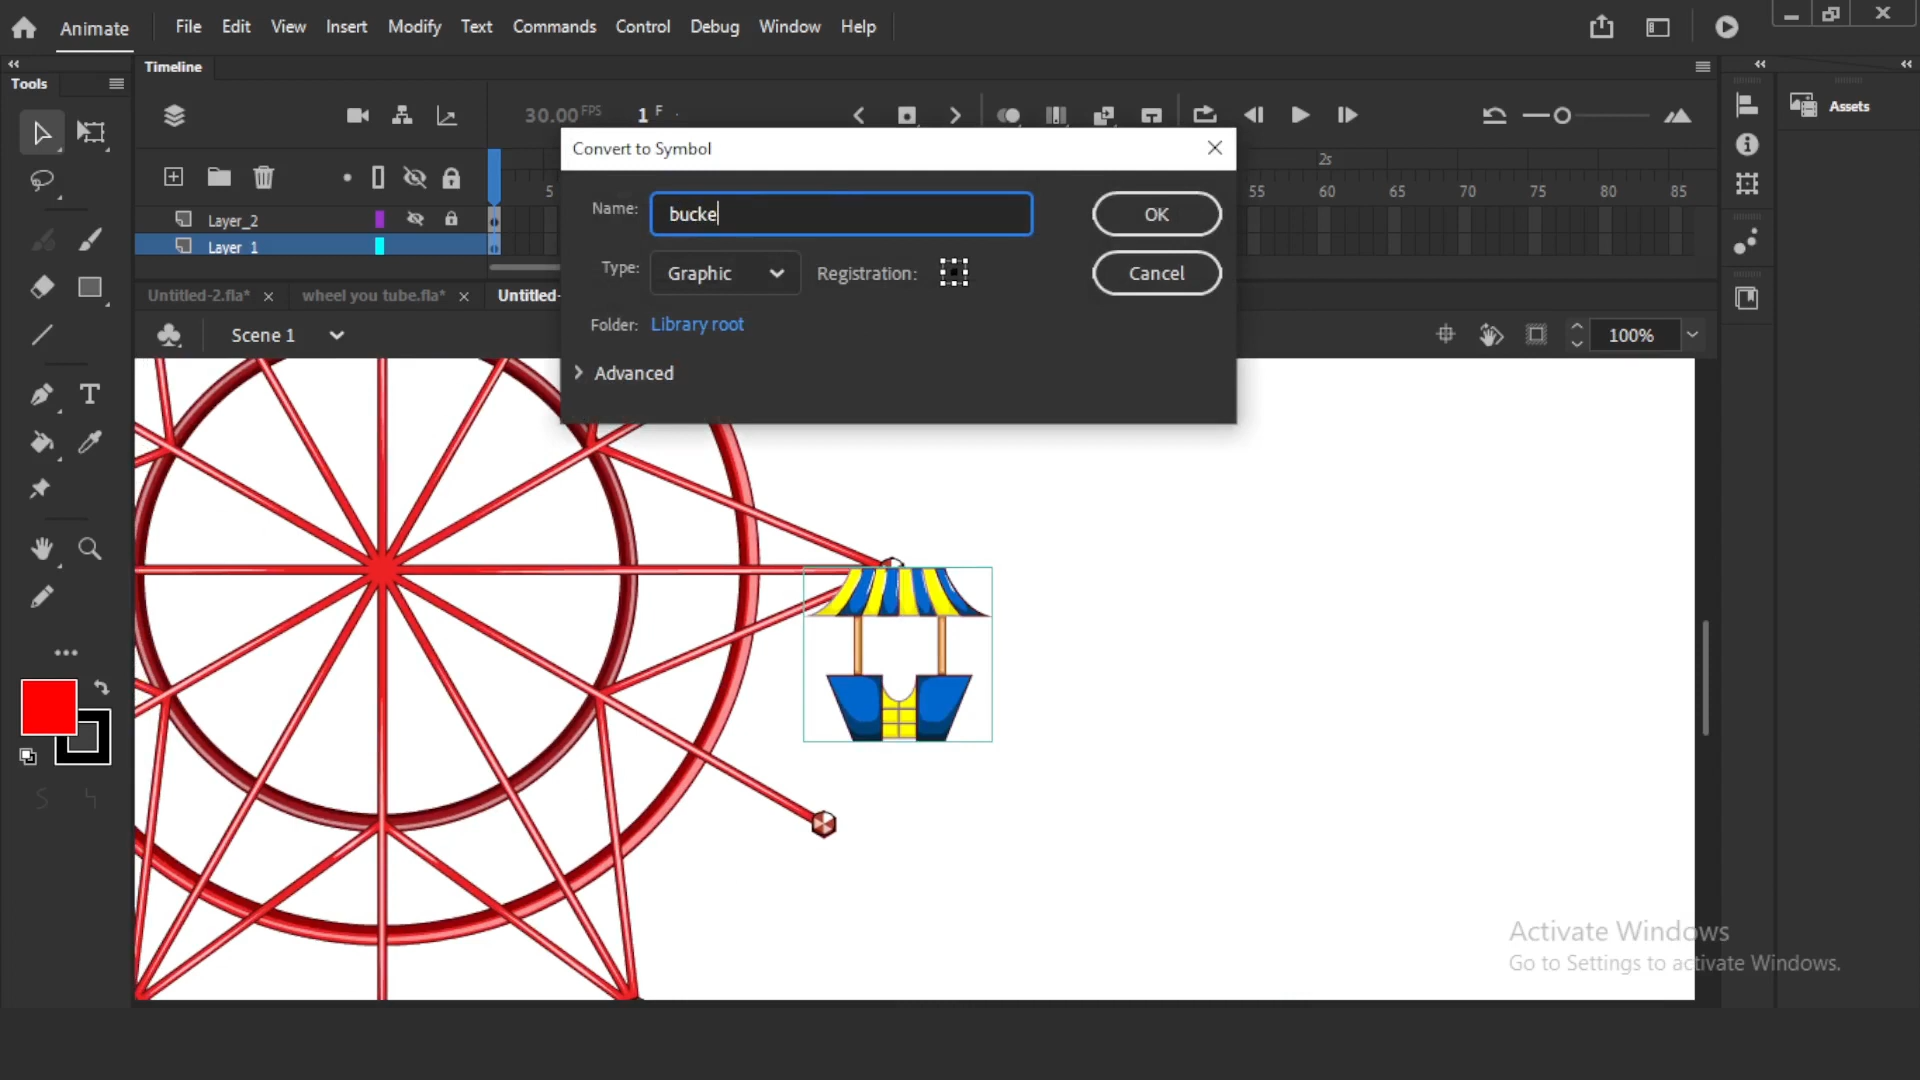 Animate File Edit View Insert Modify Text Commands Control Debug Window Help
Tools Timeline
30.00 FPS 1 F
Assets
Convert to Symbol
Name: bucke OK
Type: Graphic Registration: Cancel
Folder: Library root
Advanced
5 2s
55 60 65 70 75 80 85
Layer_2
Layer_1
Untitled-2.fla* wheel you tube.fla* Untitled-
Scene 1 100%
Activate Windows
Go to Settings to activate Windows.